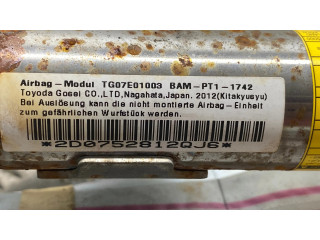 Airbag-Modul TG07E01003 BAM-PT1-1742
Toyoda Gosei CO.,LTD,Nagahata,Japan. 2012(Kitakyusyu)
Bei Auslösung kann die nicht montierte Airbag-Einheit
zum gefährlichen Wurfstück werden.
*2D0752812QJ6*